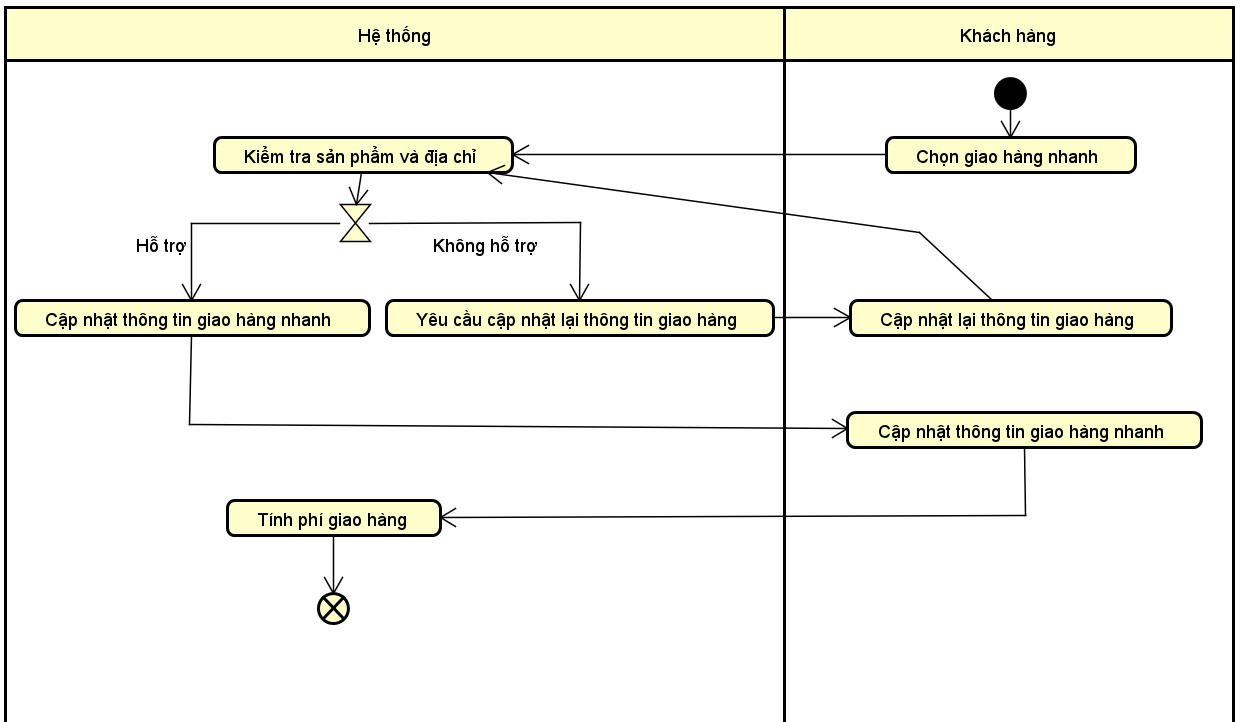 Hệ thống
Khách hàng
Chọn giao hàng nhanh
Kiểm tra sản phẩm và địa chỉ
Hỗ trợ
Không hỗ trợ
Cập nhật thông tin giao hàng nhanh
Yêu cầu cập nhật lại thông tin giao hàng
Cập nhật lại thông tin giao hàng
Cập nhật thông tin giao hàng nhanh
Tính phí giao hàng